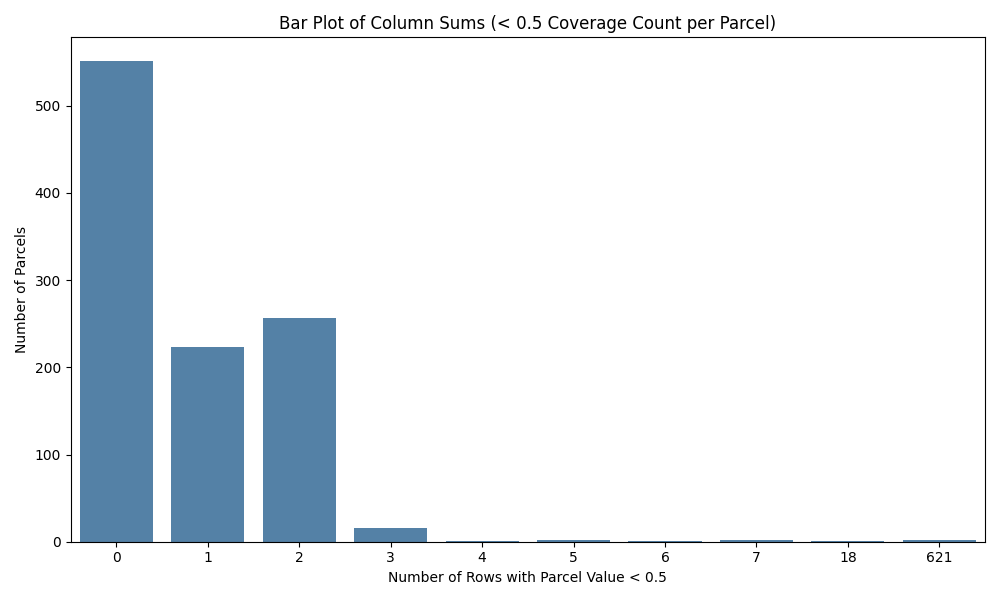 Bar Plot of Column Sums (< 0.5 Coverage Count per Parcel)
Number of Parcels
500
400
300
200
100
0
0 1 2 3 4 5 6 7 18 621
Number of Rows with Parcel Value < 0.5